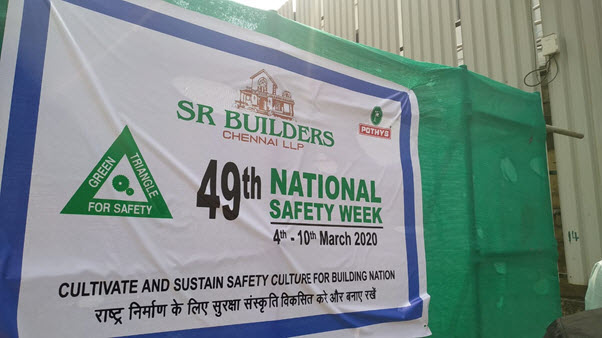 SR BUILDERS
CHENNAI LLP
POTHYS
GREEN TRIANGLE
FOR SAFETY
49th NATIONAL
SAFETY WEEK
4th - 10th March 2020
CULTIVATE AND SUSTAIN SAFETY CULTURE FOR BUILDING NATION
राष्ट्र निर्माण के लिए सुरक्षा संस्कृति विकसित करे और बनाए रखें
14